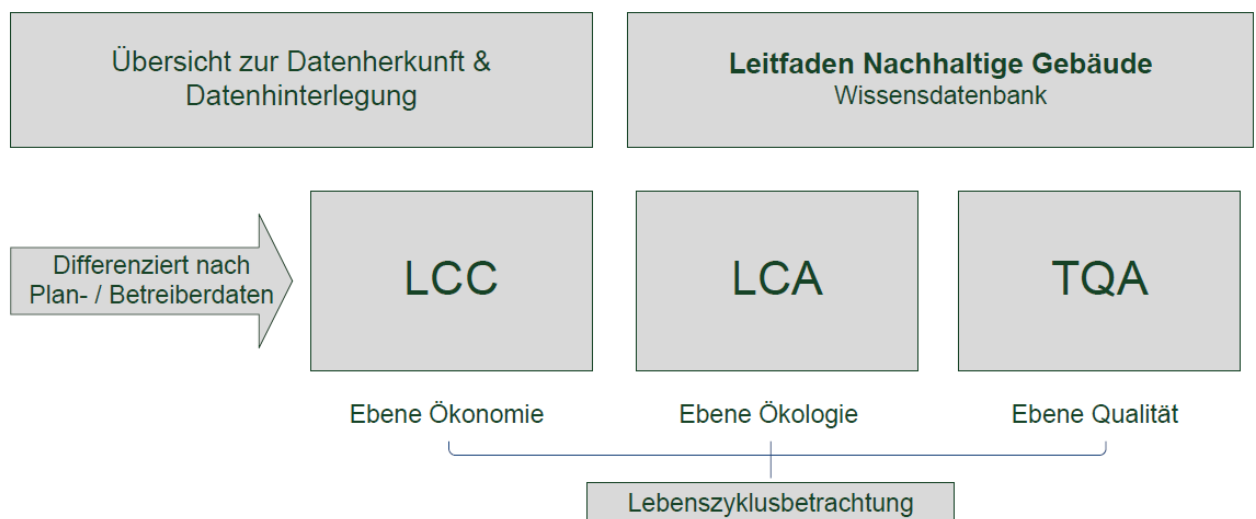 Übersicht zur Datenherkunft &
Datenhinterlegung
Leitfaden Nachhaltige Gebäude
Wissensdatenbank
Differenziert nach
Plan- / Betreiberdaten
LCC
LCA
TQA
Ebene Ökonomie
Ebene Ökologie
Ebene Qualität
Lebenszyklusbetrachtung